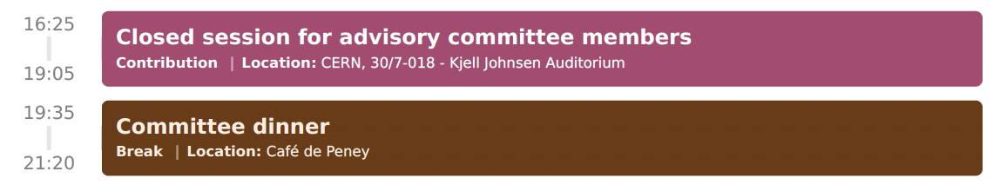 16:25
19:05
Closed session for advisory committee members
Contribution | Location: CERN, 30/7-018 - Kjell Johnsen Auditorium
19:35
21:20
Committee dinner
Break | Location: Café de Peney